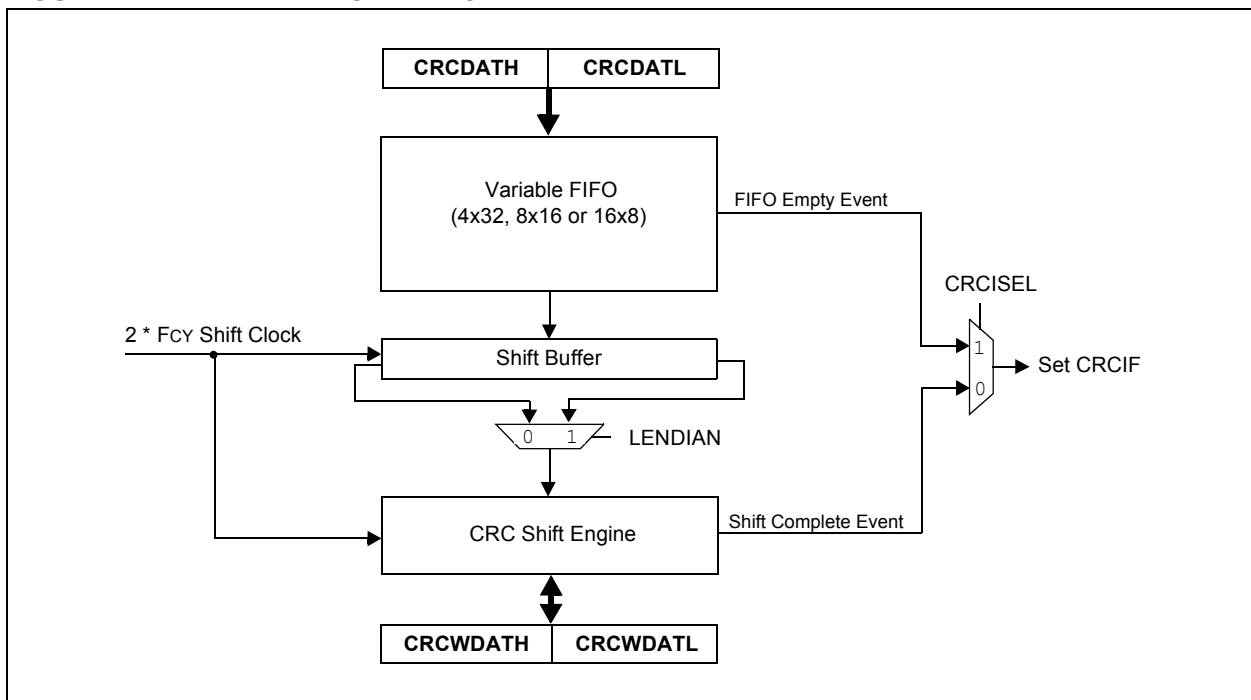 CRCDATH CRCDATL
Variable FIFO
(4x32, 8x16 or 16x8)
FIFO Empty Event
CRCISEL
2 * FCY Shift Clock
1
Set CRCIF
Shift Buffer
0
0 1
LENDIAN
CRC Shift Engine
Shift Complete Event
CRCWDATH CRCWDATL